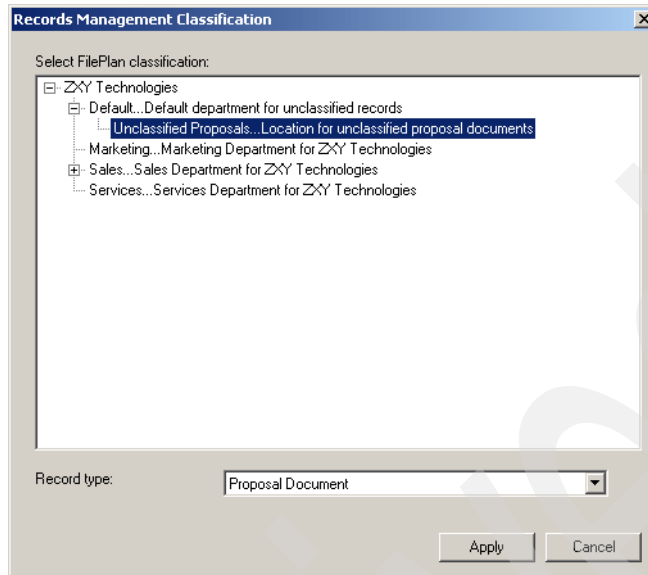 Records Management Classification
Select FilePlan classification:
ZXY Technologies
Default...Default department for unclassified records
Unclassified Proposals...Location for unclassified proposal documents
Marketing...Marketing Department for ZXY Technologies
Sales...Sales Department for ZXY Technologies
Services...Services Department for ZXY Technologies
Record type:
Proposal Document
Apply
Cancel